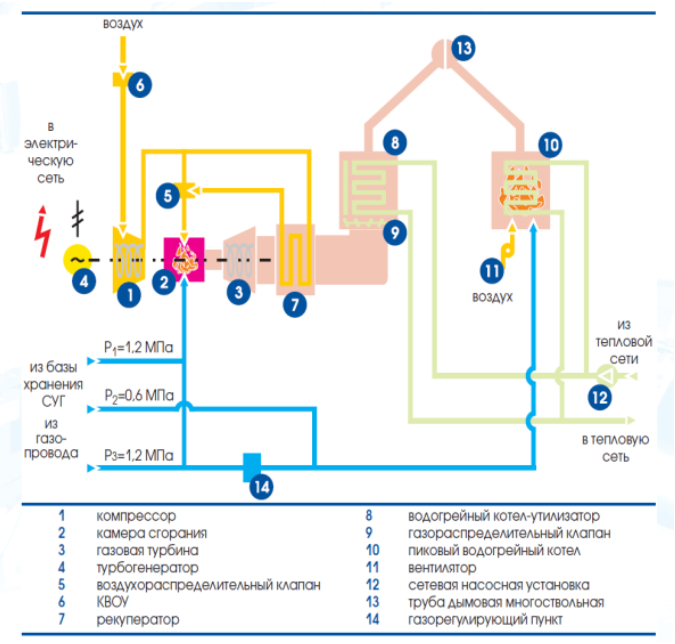 воздух
6
13
в
электри-
ческую
сеть
8
10
5
9
4
1
2
3
7
11
воздух
P₁=1,2 МПа
из базы
хранения
СУГ
P₂=0,6 МПа
из
газо-
провода
P₃=1,2 МПа
из
тепловой
сети
12
в тепловую
сеть
14
1 компрессор
2 камера сгорания
3 газовая турбина
4 турбогенератор
5 воздухораспределительный клапан
6 КВОУ
7 рекуператор
8 водогрейный котел-утилизатор
9 газораспределительный клапан
10 пиковый водогрейный котел
11 вентилятор
12 сетевая насосная установка
13 труба дымовая многоствольная
14 газорегулирующий пункт